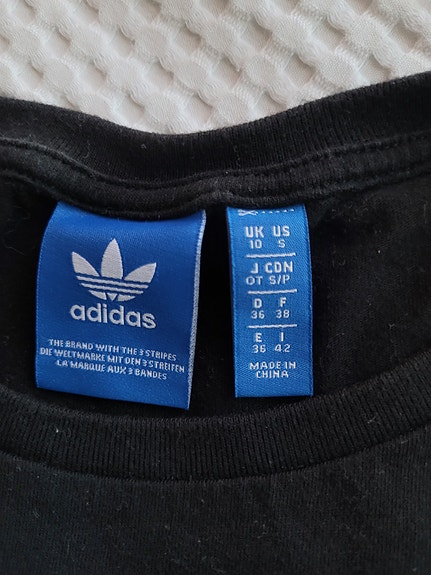 adidas
THE BRAND WITH THE 3 STRIPES
DIE WELTMARKE MIT DEN 3 STREIFEN
LA MARQUE AUX 3 BANDES
UK US
10 S
J CDN
OT S/P
D F
36 38
E I
36 42
MADE IN
CHINA